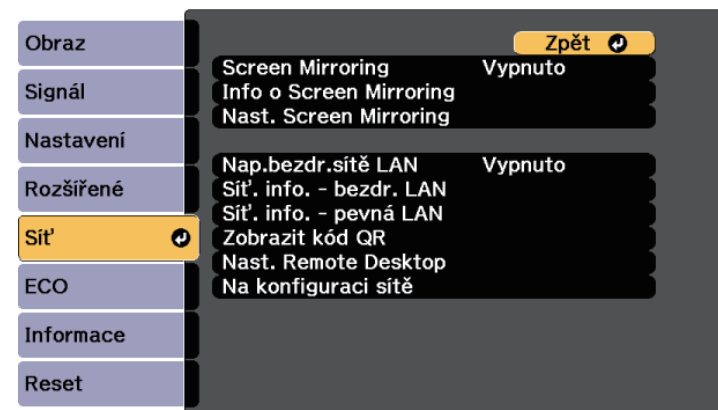 Obraz
Signál
Nastavení
Rozšířené
Síť
ECO
Informace
Reset
Zpět
Screen Mirroring Vypnuto
Info o Screen Mirroring
Nast. Screen Mirroring
Nap.bezdr.sítě LAN Vypnuto
Síť. info. - bezdr. LAN
Síť. info. - pevná LAN
Zobrazit kód QR
Nast. Remote Desktop
Na konfiguraci sítě